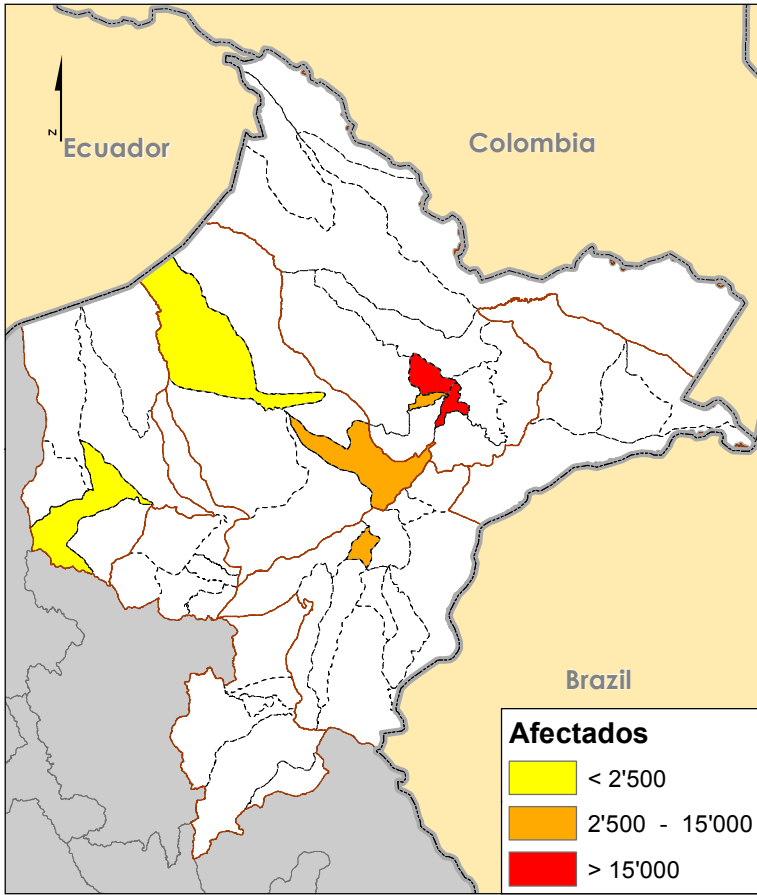 N
Ecuador
Colombia
Brazil
Afectados
< 2'500
2'500 - 15'000
> 15'000